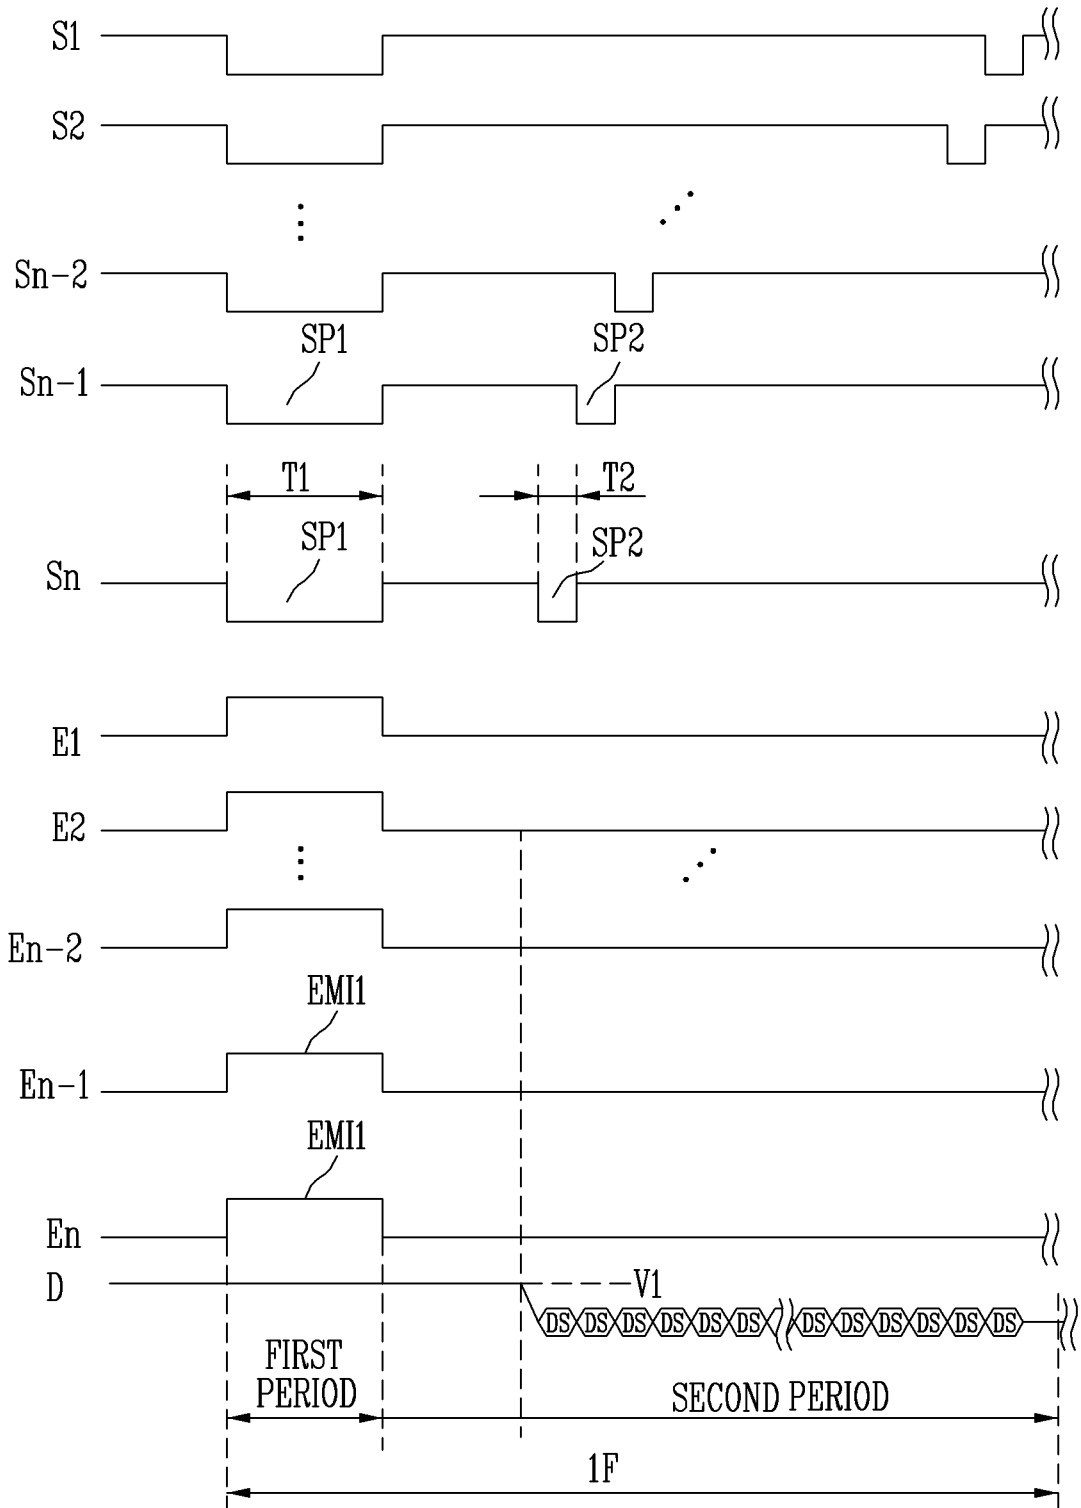 S1
S2
Sn-2
SP1 SP2
Sn-1
T1 T2
SP1 SP2
Sn
E1
E2
En-2
EMI1
En-1
EMI1
En
D V1
DS DS DS DS DS DS DS DS DS DS DS DS
FIRST
PERIOD
SECOND PERIOD
1F